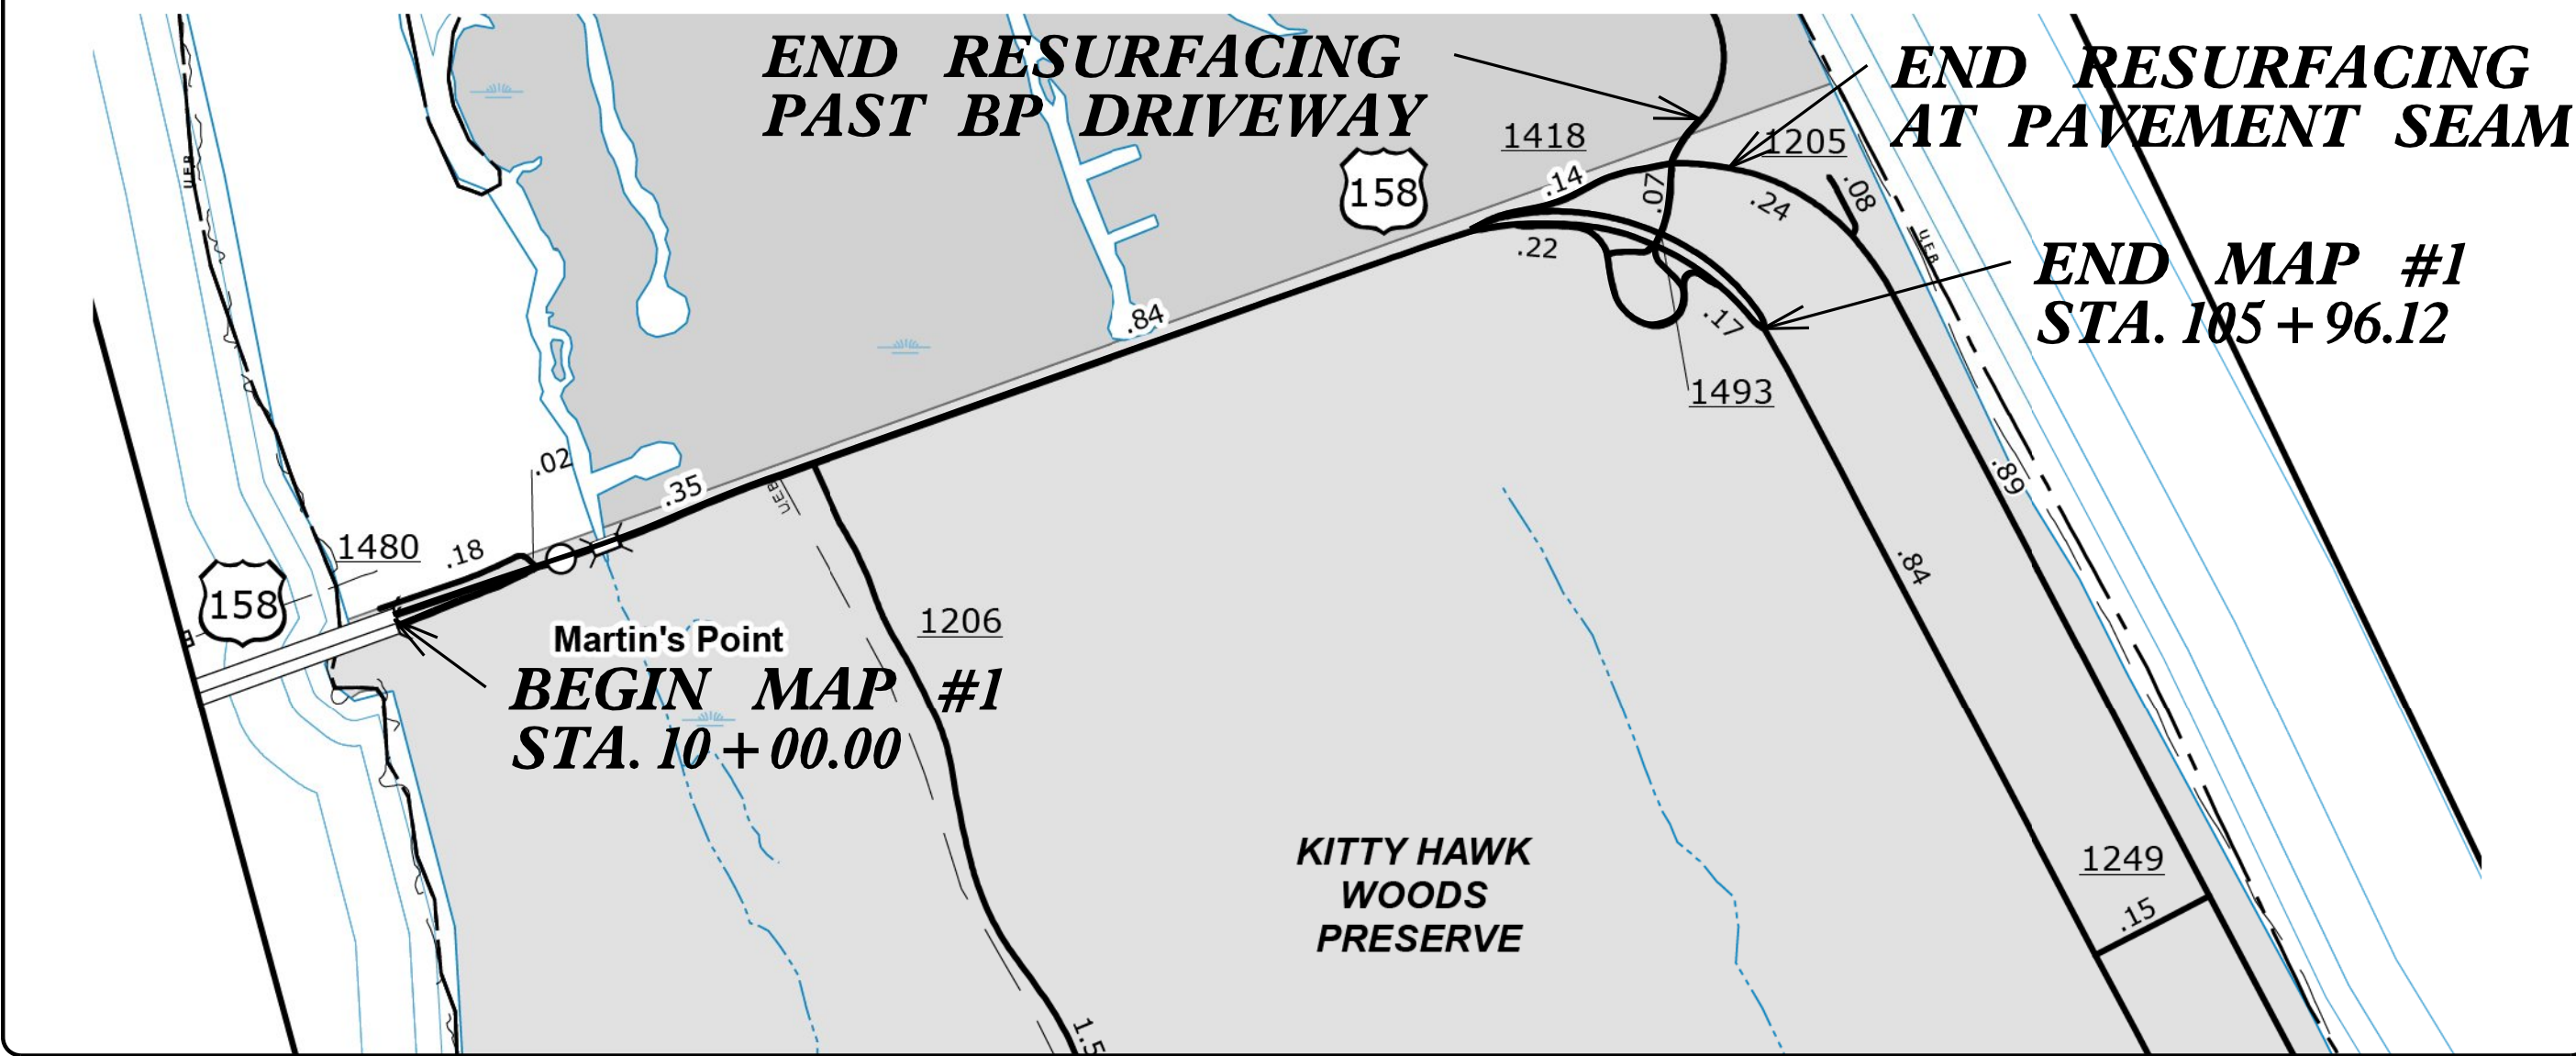 END RESURFACING
PAST BP DRIVEWAY
END RESURFACING
AT PAVEMENT SEAM
1418
1205
158
.14
.07
.24
.08
U.E.B.
U.E.B
.22
END MAP #1
STA. 105+96.12
.84
.17
1493
.02
.35
U.E.B
.89
1480
.18
158
.84
1206
Martin's Point
BEGIN MAP #1
STA. 10+00.00
KITTY HAWK
WOODS
PRESERVE
1249
.15
1.5